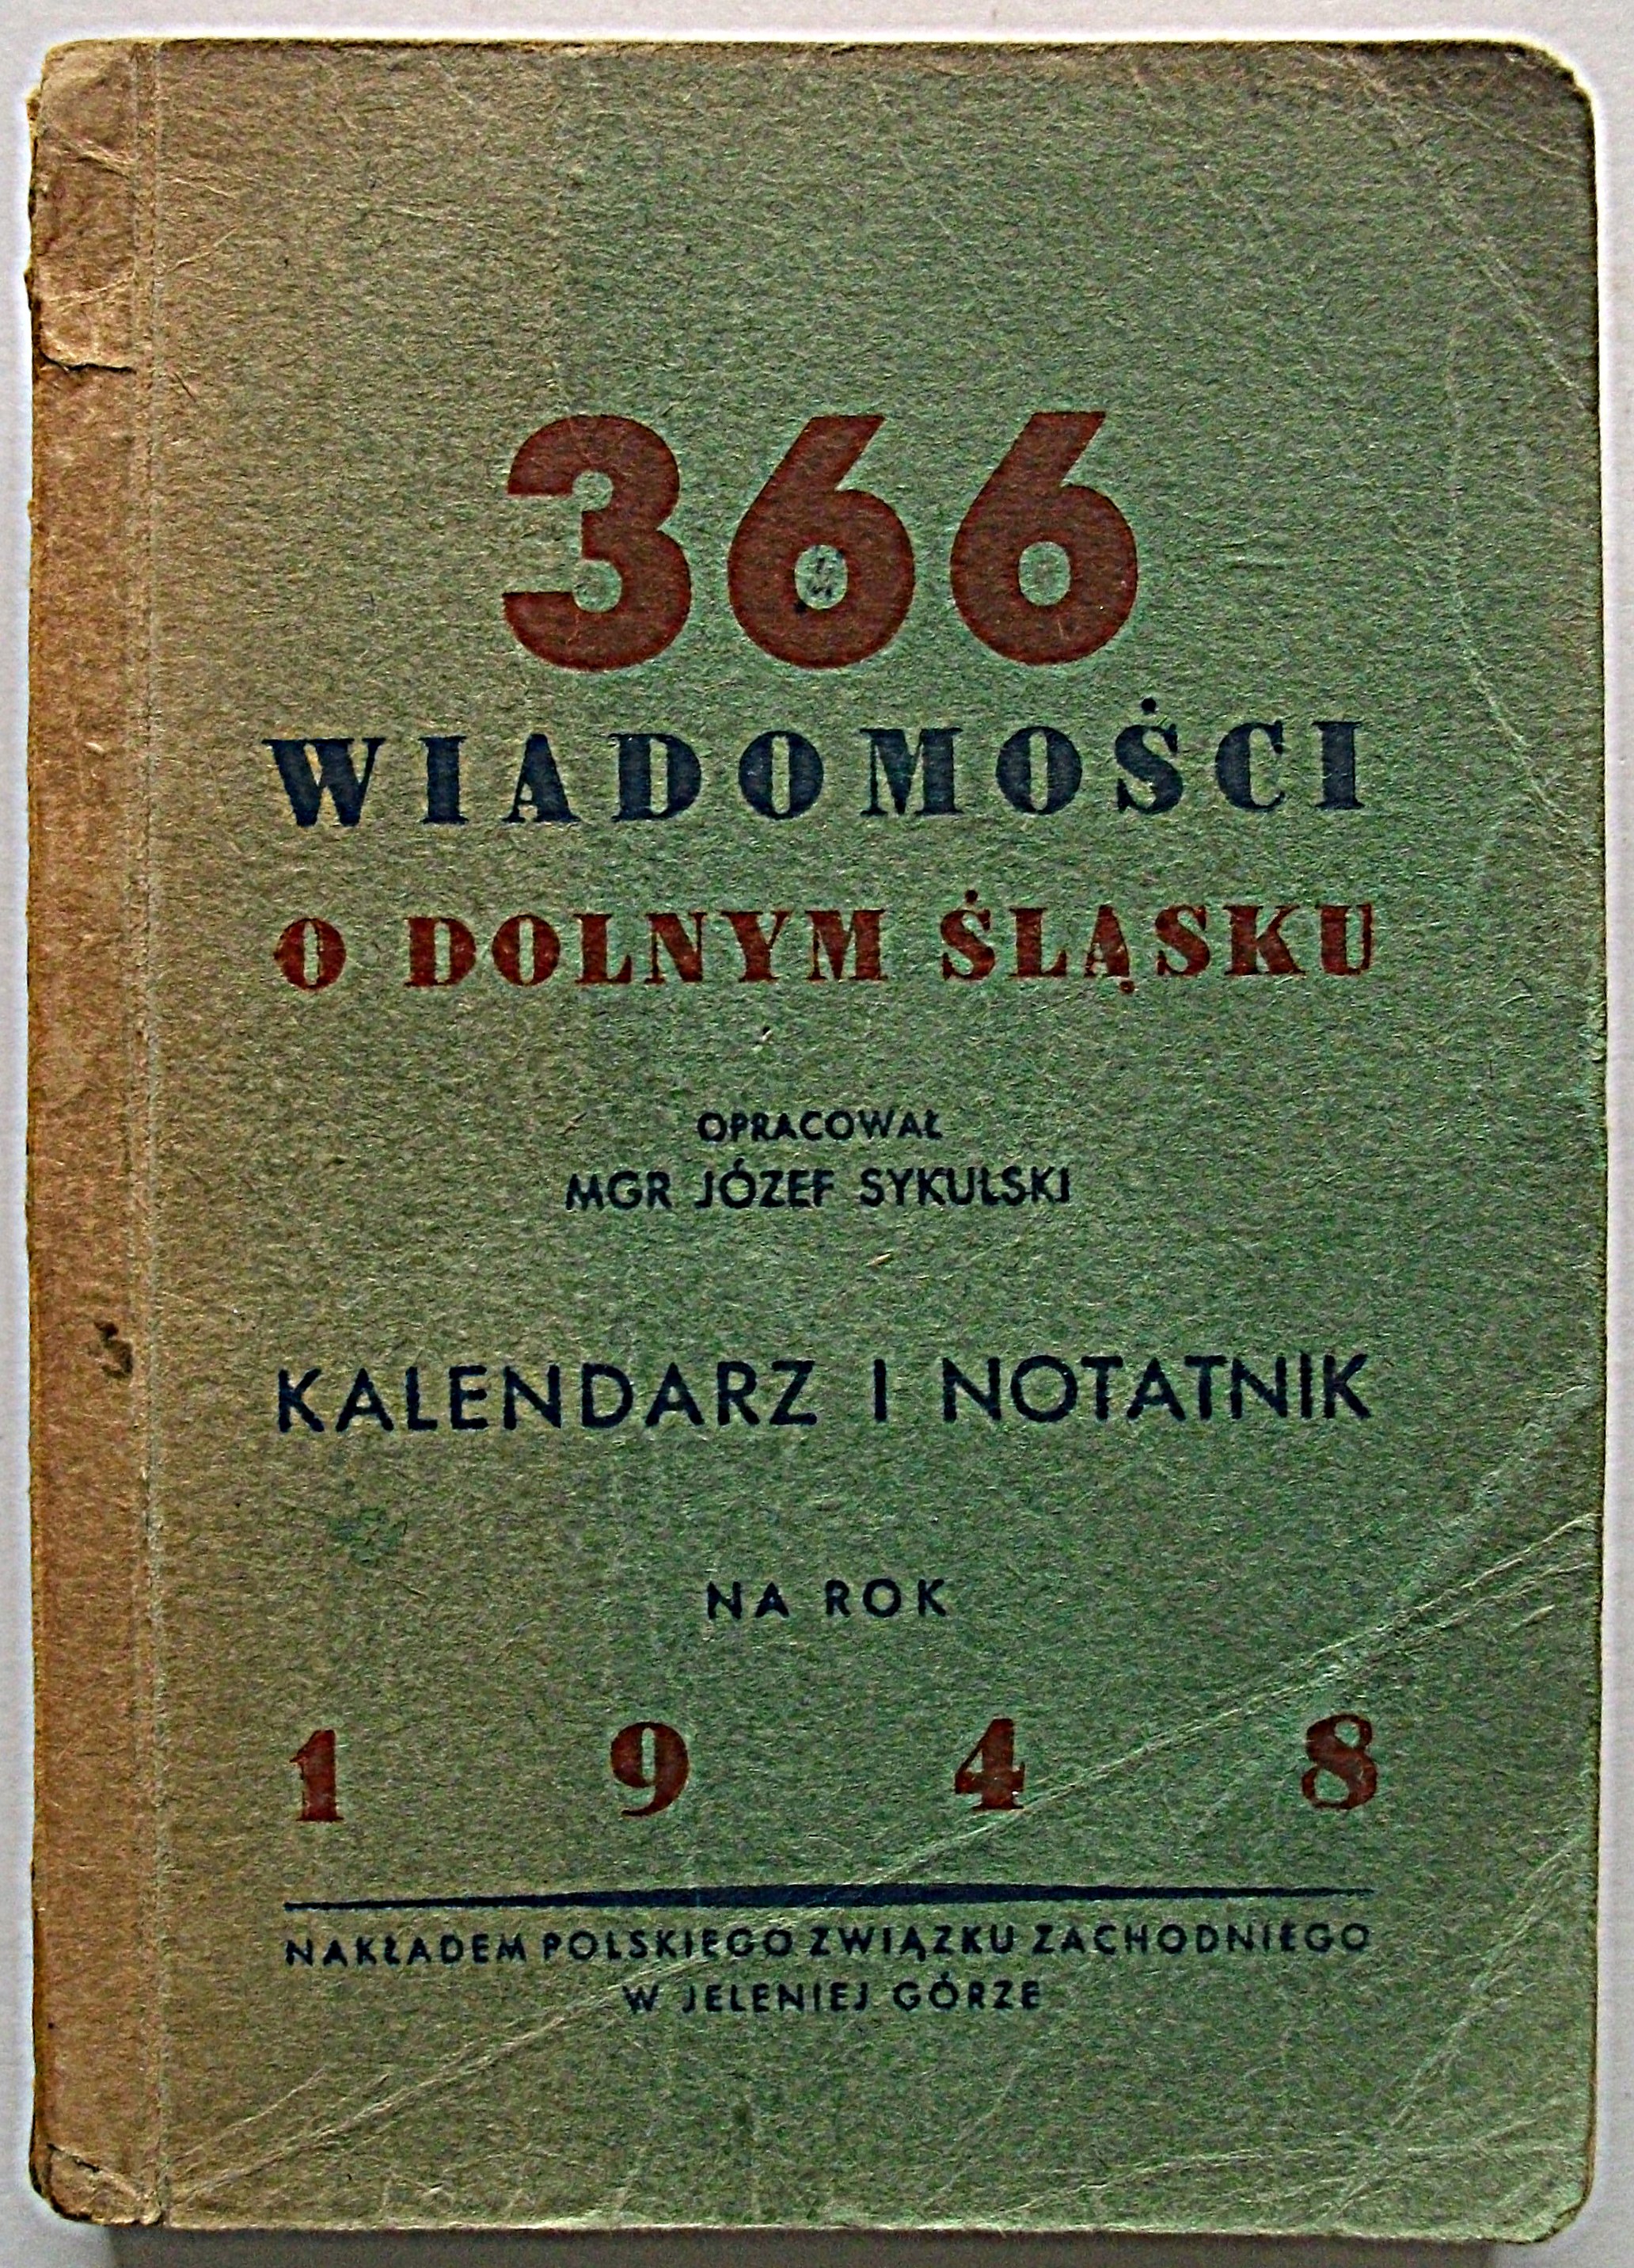 366
WIADOMOŚCI
O DOLNYM ŚLĄSKU
OPRACOWAŁ
MGR JÓZEF SYKULSKI
KALENDARZ I NOTATNIK
NA ROK
1948
NAKŁADEM POLSKIEGO ZWIĄZKU ZACHODNIEGO
W JELENIEJ GÓRZE